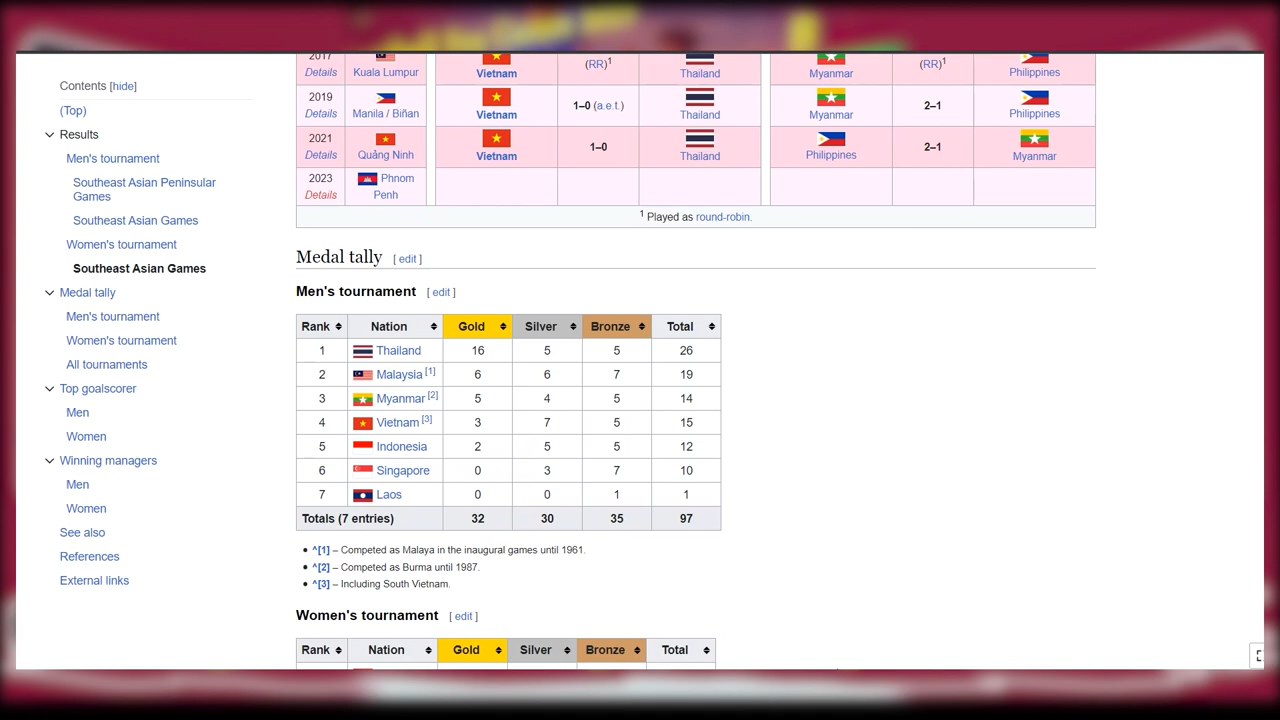 Contents [hide]
(Top)
Results
Men's tournament
Southeast Asian Peninsular
Games
Southeast Asian Games
Women's tournament
Southeast Asian Games
Medal tally
Men's tournament
Women's tournament
All tournaments
Top goalscorer
Men
Women
Winning managers
Men
Women
See also
References
External links
2017 Details Kuala Lumpur Vietnam (RR)1 Thailand Myanmar (RR)1 Philippines
2019 Details Manila / Biñan Vietnam 1–0 (a.e.t.) Thailand Myanmar 2–1 Philippines
2021 Details Quảng Ninh Vietnam 1–0 Thailand Philippines 2–1 Myanmar
2023 Details Phnom Penh
1 Played as round-robin.
Medal tally [ edit ]
Men's tournament [ edit ]
Rank Nation Gold Silver Bronze Total
1 Thailand 16 5 5 26
2 Malaysia [1] 6 6 7 19
3 Myanmar [2] 5 4 5 14
4 Vietnam [3] 3 7 5 15
5 Indonesia 2 5 5 12
6 Singapore 0 3 7 10
7 Laos 0 0 1 1
Totals (7 entries) 32 30 35 97
• ^[1] – Competed as Malaya in the inaugural games until 1961.
• ^[2] – Competed as Burma until 1987.
• ^[3] – Including South Vietnam.
Women's tournament [ edit ]
Rank Nation Gold Silver Bronze Total